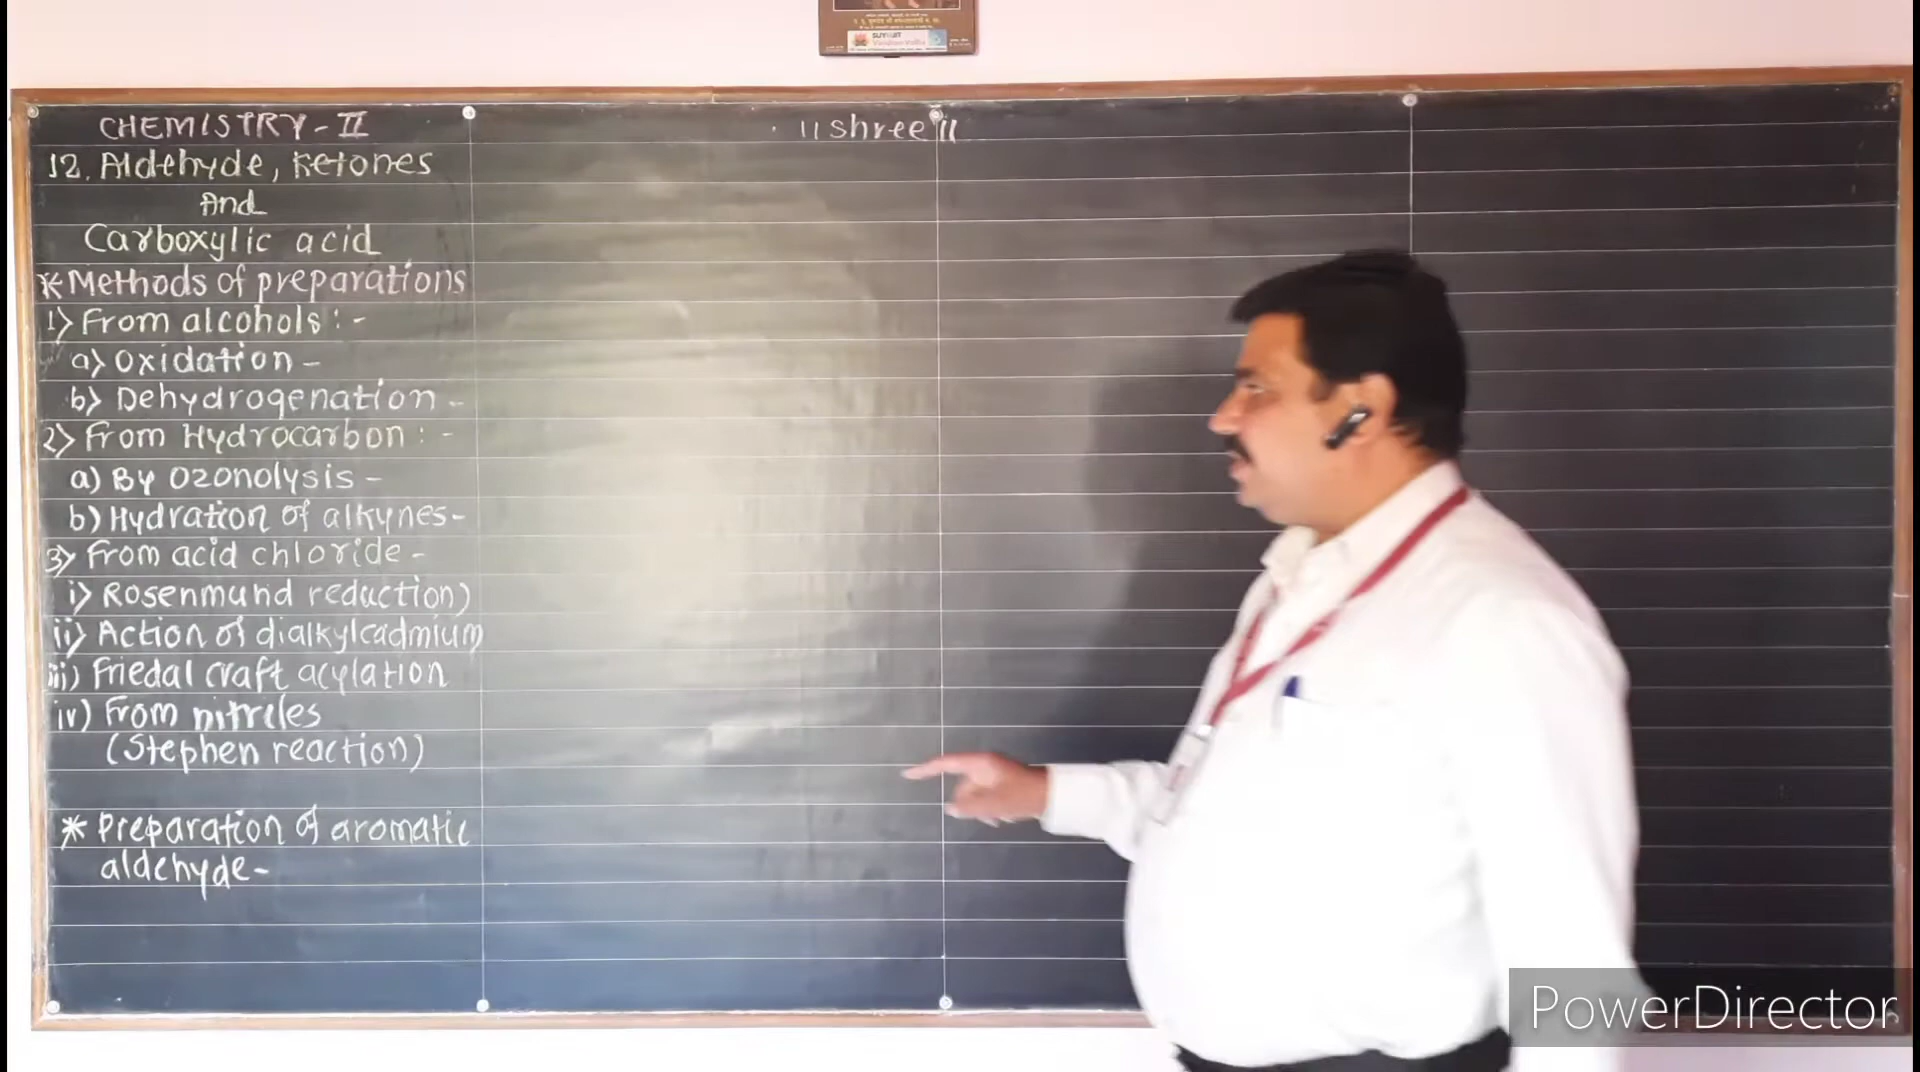 SUYWJIT
CHEMISTRY-II
|| shree ||
12. Aldehyde, Ketones
And
Carboxylic acid
* Methods of preparations
1) From alcohols:-
a) Oxidation-
b) Dehydrogenation-
2) From Hydrocarbon:-
a) By Ozonolysis-
b) Hydration of alkynes-
3) From acid chloride-
i) Rosenmund reduction)
ii) Action of dialkylcadmium
iii) Friedal craft acylation
iv) From nitreles
(Stephen reaction)
* Preparation of aromatic
aldehyde-
PowerDirector